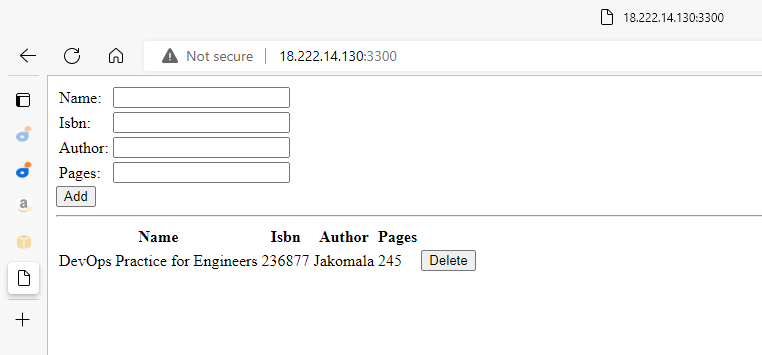 18.222.14.130:3300
Not secure 18.222.14.130:3300
Name:
Isbn:
Author:
Pages:
Add
Name Isbn Author Pages
DevOps Practice for Engineers 236877 Jakomala 245 Delete